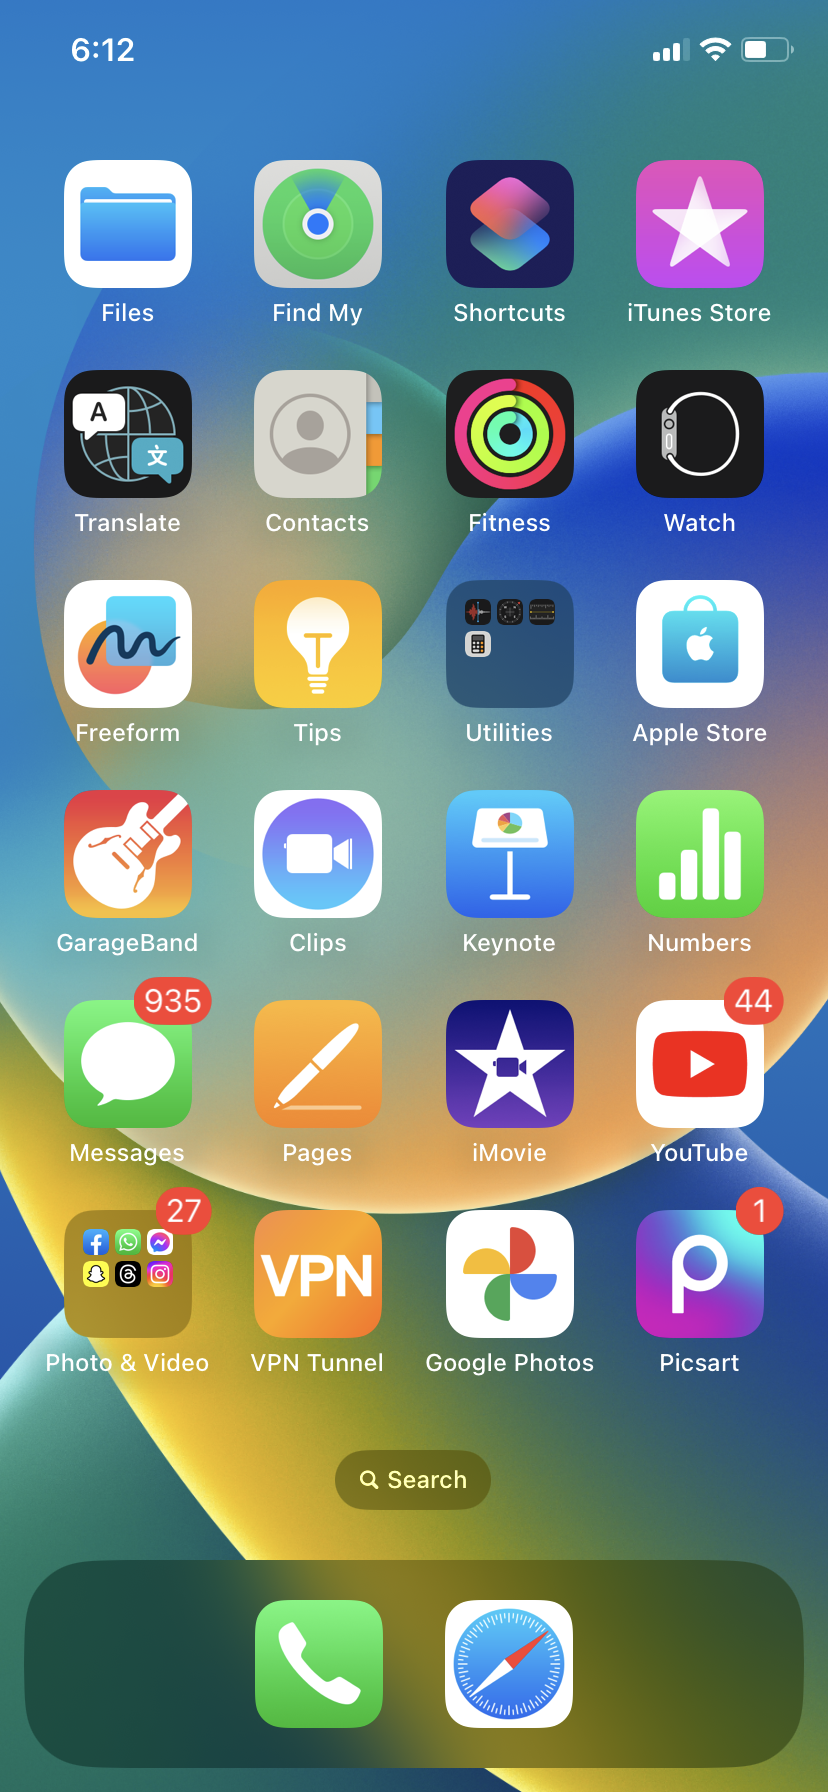 6:12
Files
Find My
Shortcuts
iTunes Store
A
文
Translate
Contacts
Fitness
Watch
Freeform
Tips
Utilities
Apple Store
GarageBand
Clips
Keynote
Numbers
935
44
Messages
Pages
iMovie
YouTube
27
VPN
1
Photo & Video
VPN Tunnel
Google Photos
Picsart
Search